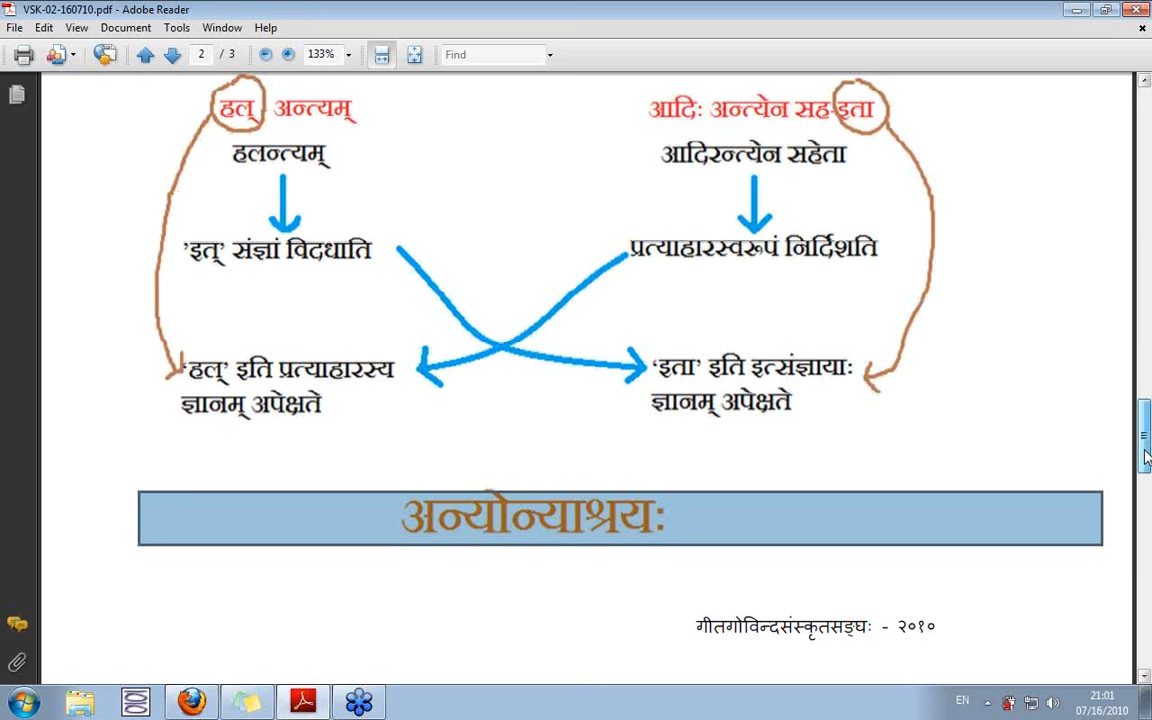 VSK-02-160710.pdf - Adobe Reader
File Edit View Document Tools Window Help
2 / 3 133% Find
हल् अन्त्यम्
आदिः अन्त्येन सह-इता
हलन्त्यम्
आदिरन्त्येन सहेता
'इत्' संज्ञां विदधाति
प्रत्याहारस्वरूपं निर्दिशति
'हल्' इति प्रत्याहारस्य
ज्ञानम् अपेक्षते
'इता' इति इत्संज्ञायाः
ज्ञानम् अपेक्षते
अन्योन्याश्रयः
गीतगोविन्दसंस्कृतसङ्घः - २०१०
EN
21:01
07/16/2010